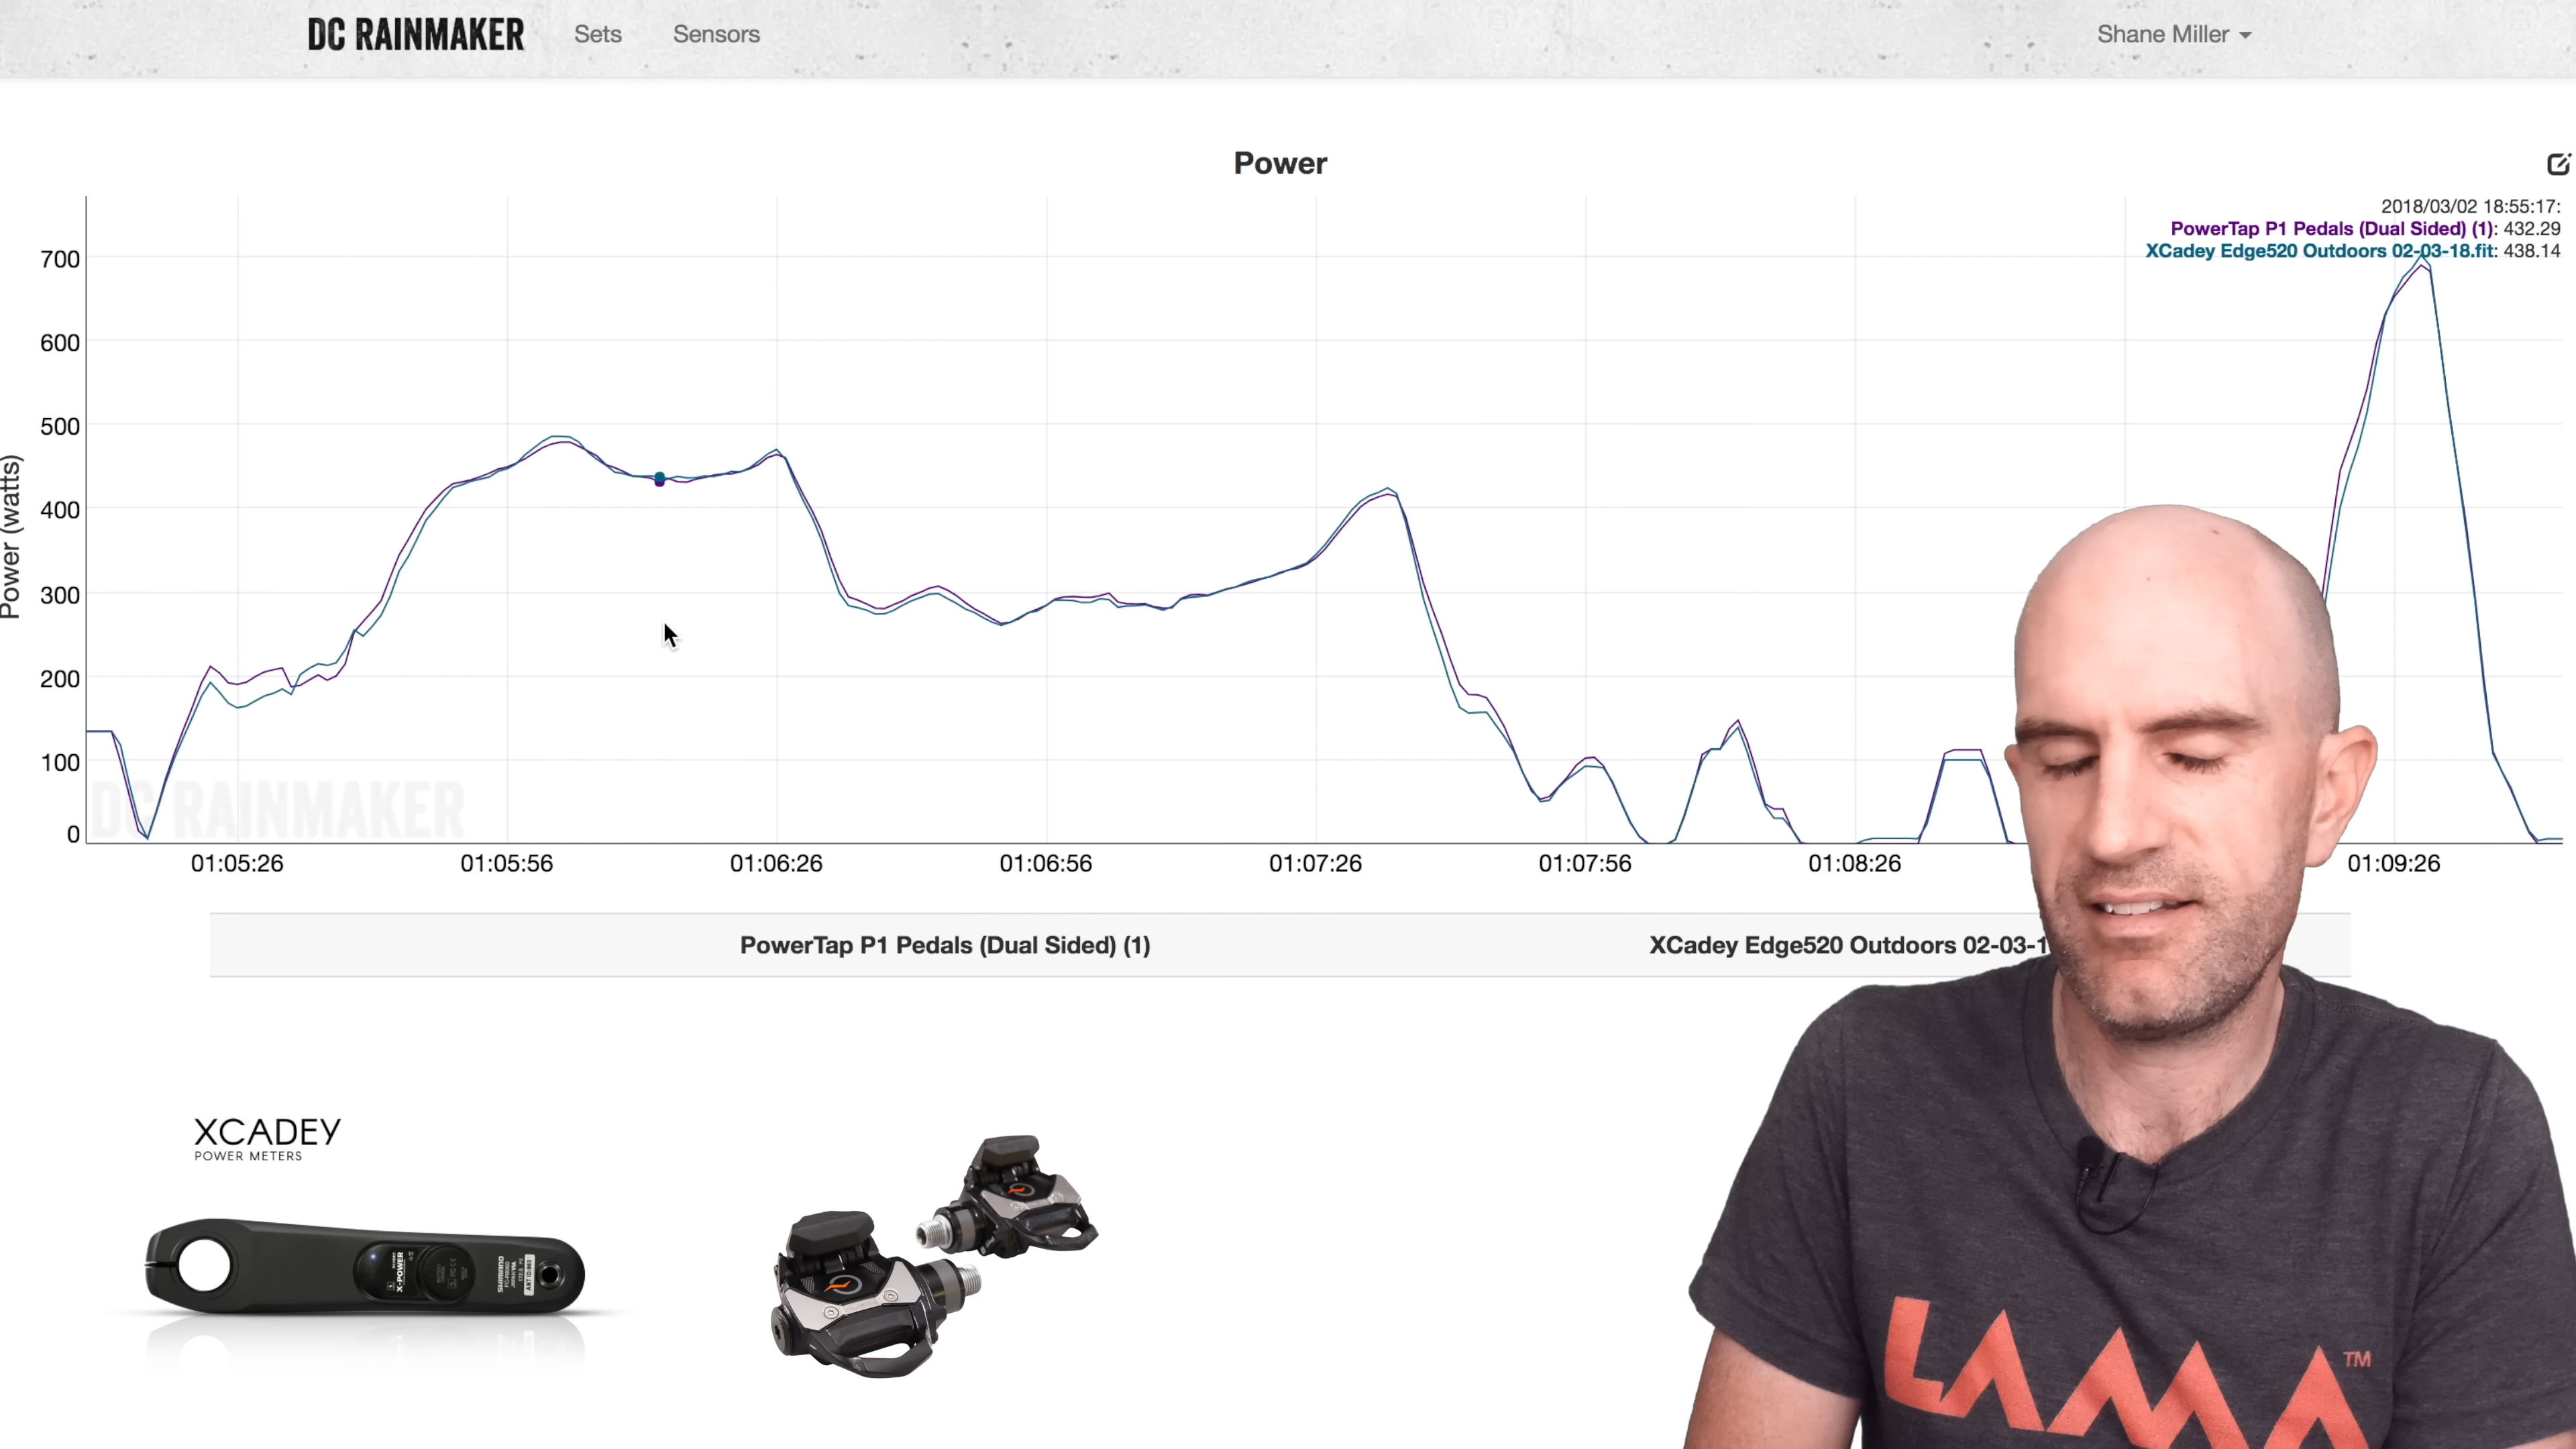 DC RAINMAKER
Sets
Sensors
Shane Miller
Power
2018/03/02 18:55:17:
PowerTap P1 Pedals (Dual Sided) (1): 432.29
XCadey Edge520 Outdoors 02-03-18.fit: 438.14
Power (watts)
700
600
500
400
300
200
100
0
DC RAINMAKER
01:05:26
01:05:56
01:06:26
01:06:56
01:07:26
01:07:56
01:08:26
01:09:26
PowerTap P1 Pedals (Dual Sided) (1)
XCadey Edge520 Outdoors 02-03-1
XCADEY
POWER METERS
X-POWER
SHIMANO
LAMA
TM